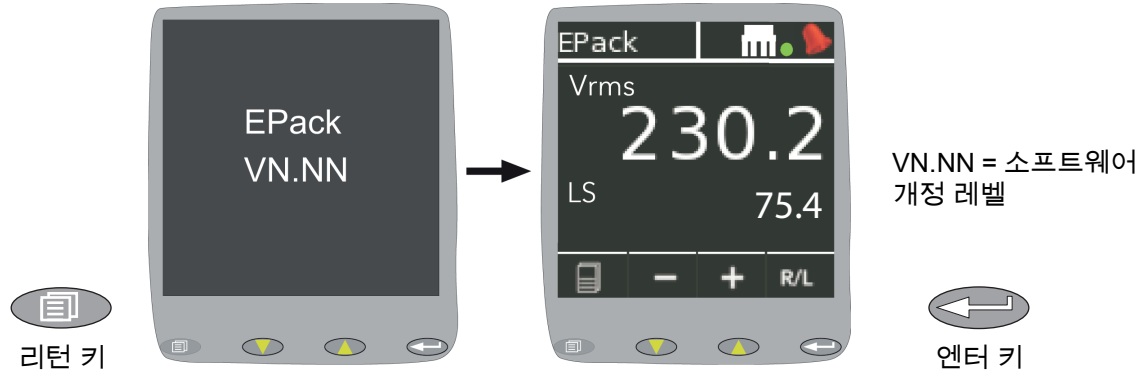 EPack
VN.NN
EPack
Vrms
230.2
LS
75.4
R/L
VN.NN = 소프트웨어
개정 레벨
리턴 키
엔터 키